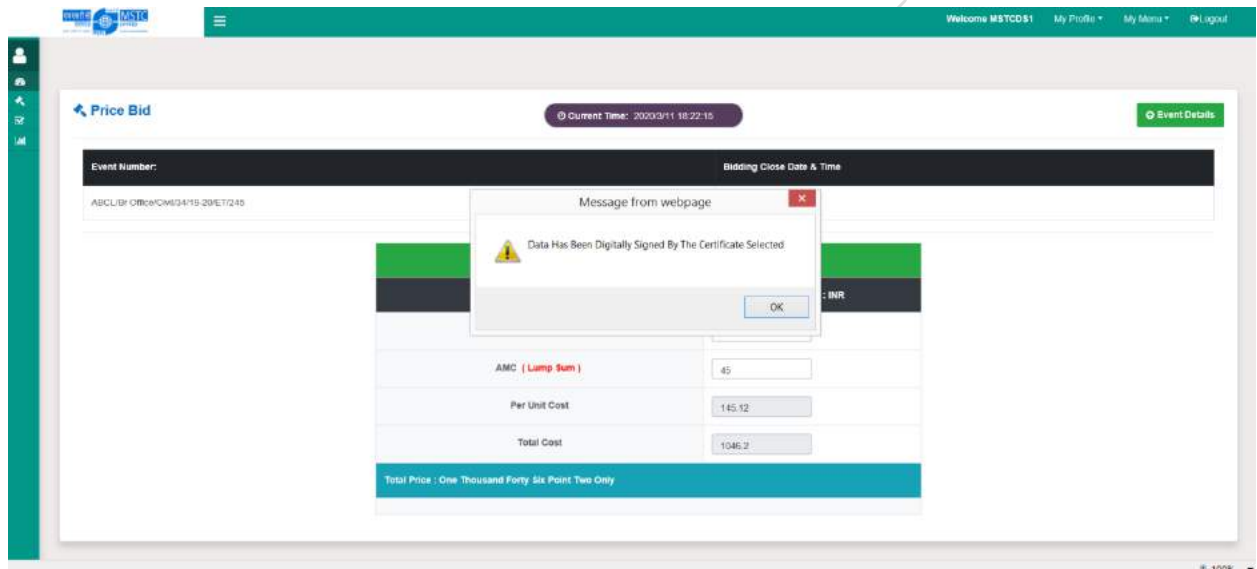 MSTC
Welcome MSTCDS1 My Profile My Menu Logout
Price Bid
Current Time: 2020/3/11 18:22:15
Event Details
Event Number:
Bidding Close Date & Time
ABCL/Br Office/Civil/34/19-20/ET/245
Message from webpage
Data Has Been Digitally Signed By The Certificate Selected
OK
: INR
AMC ( Lump Sum ) 45
Per Unit Cost 145.12
Total Cost 1046.2
Total Price : One Thousand Forty Six Point Two Only
100%